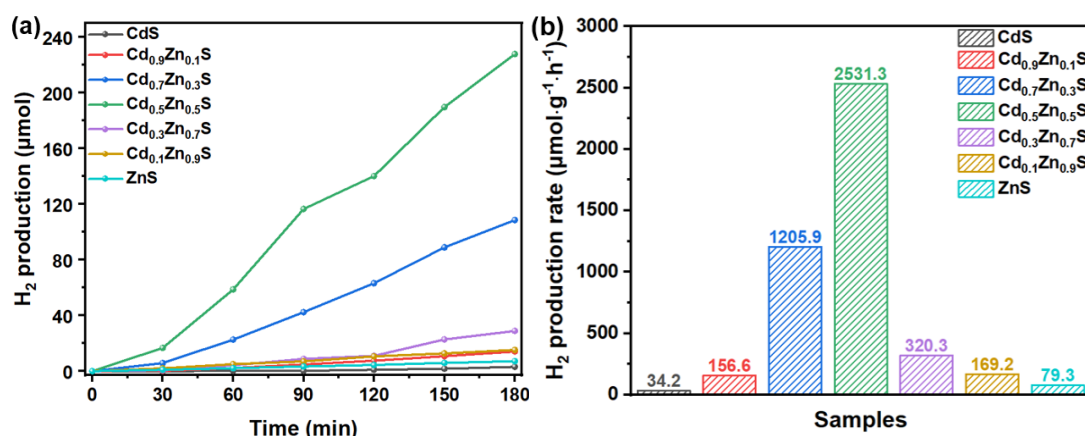 (a)
CdS
Cd0.9Zn0.1S
Cd0.7Zn0.3S
Cd0.5Zn0.5S
Cd0.3Zn0.7S
Cd0.1Zn0.9S
ZnS
H2 production (μmol)
240
200
160
120
80
40
0
0 30 60 90 120 150 180
Time (min)
(b)
CdS
Cd0.9Zn0.1S
Cd0.7Zn0.3S
Cd0.5Zn0.5S
Cd0.3Zn0.7S
Cd0.1Zn0.9S
ZnS
H2 production rate (μmol·g-1·h-1)
3000
2500
2000
1500
1000
500
0
34.2
156.6
1205.9
2531.3
320.3
169.2
79.3
Samples